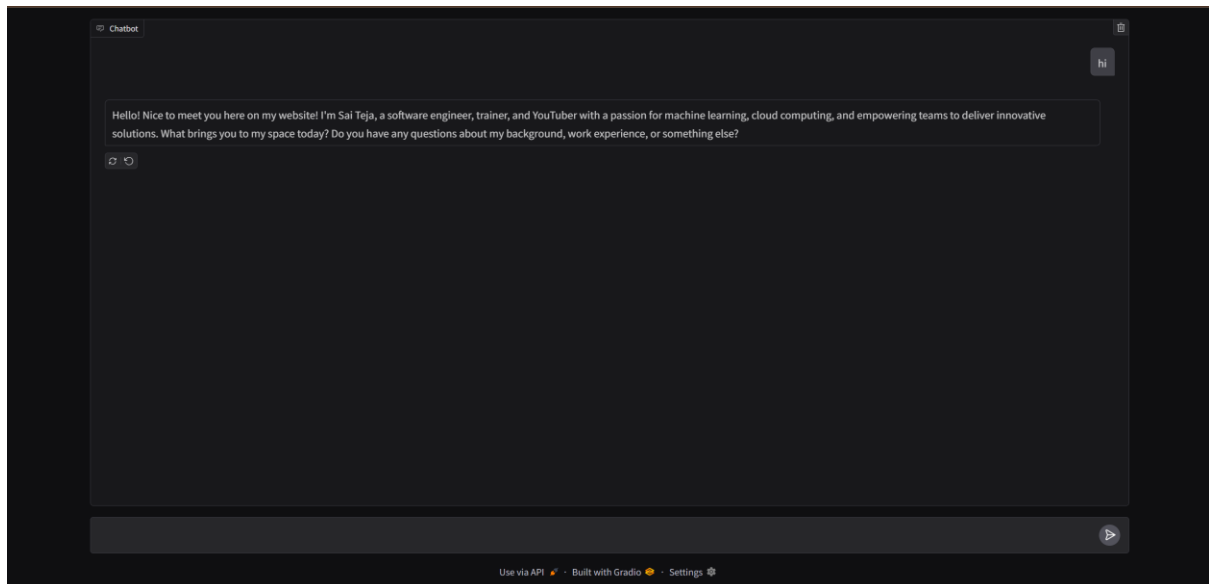 Chatbot
hi
Hello! Nice to meet you here on my website! I'm Sai Teja, a software engineer, trainer, and YouTuber with a passion for machine learning, cloud computing, and empowering teams to deliver innovative
solutions. What brings you to my space today? Do you have any questions about my background, work experience, or something else?
Use via API · Built with Gradio · Settings